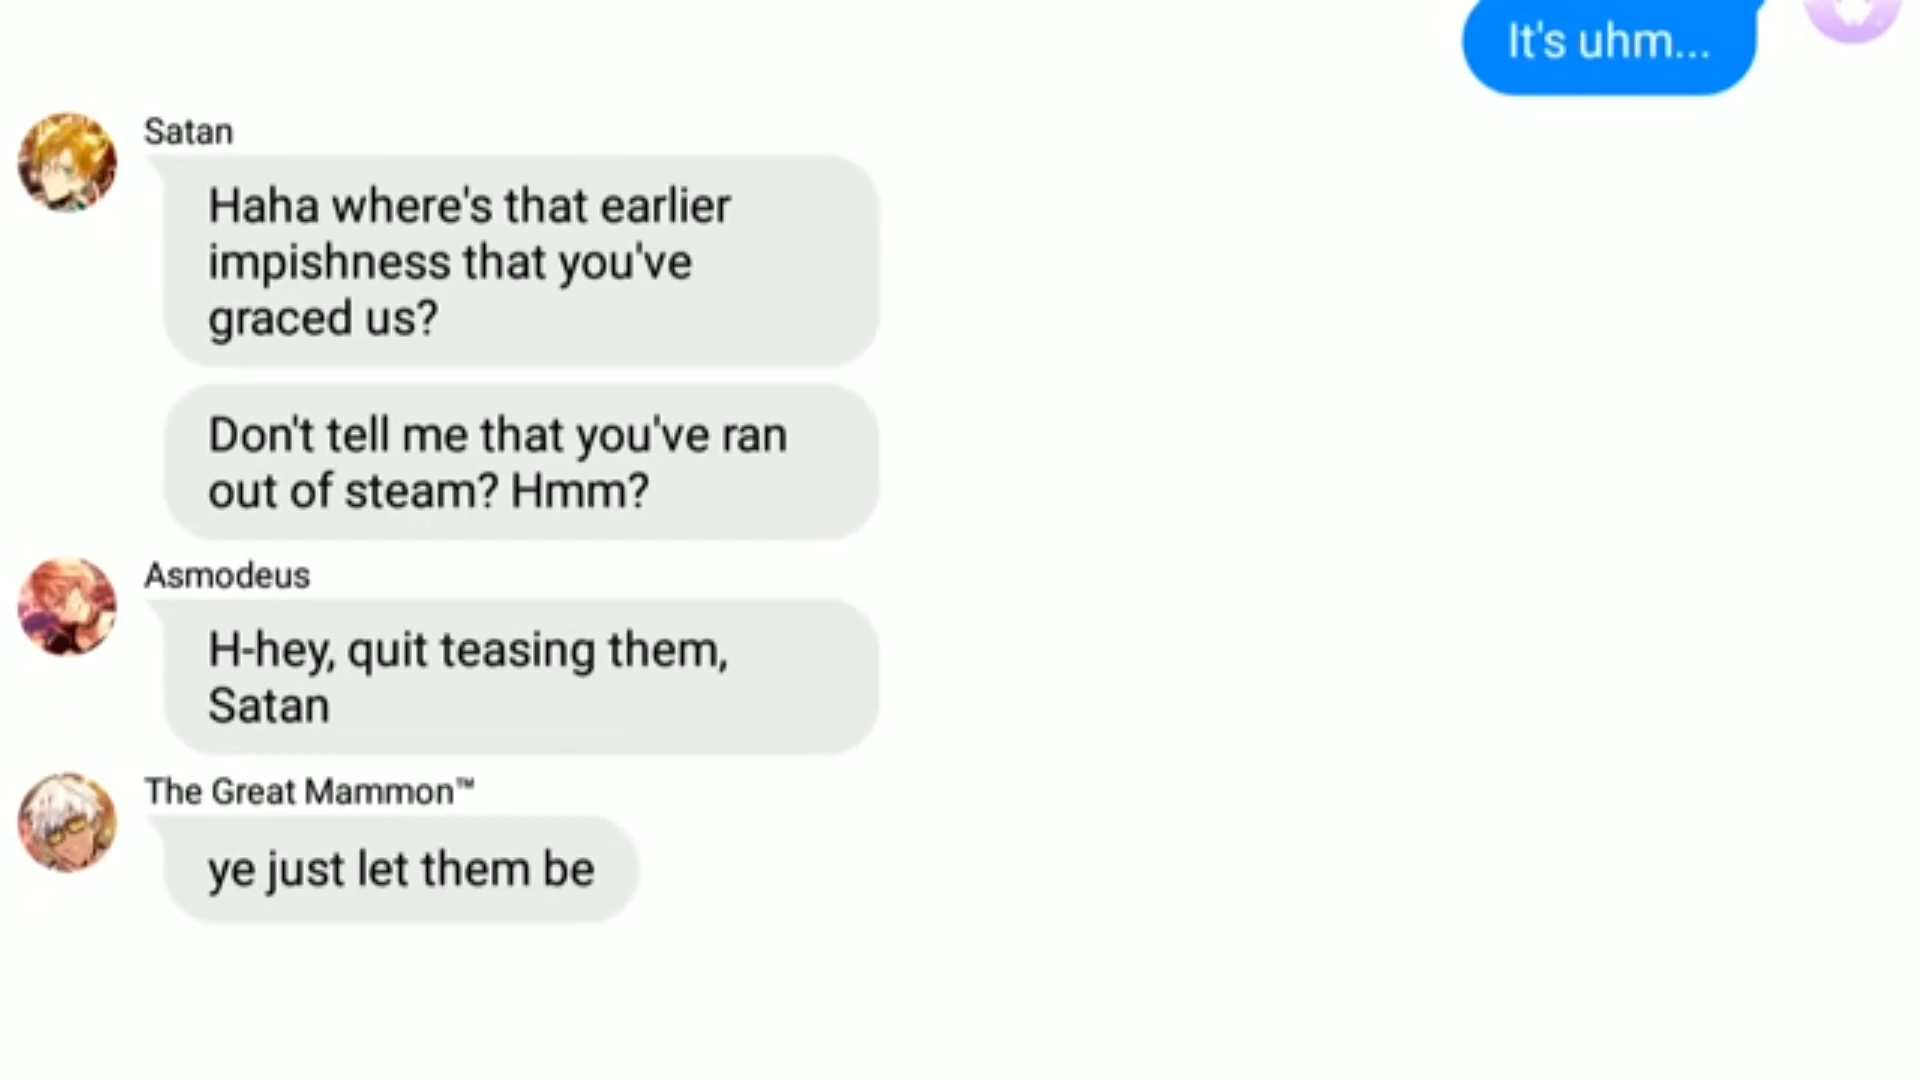 It's uhm...
Satan
Haha where's that earlier
impishness that you've
graced us?
Don't tell me that you've ran
out of steam? Hmm?
Asmodeus
H-hey, quit teasing them,
Satan
The Great Mammon™
ye just let them be